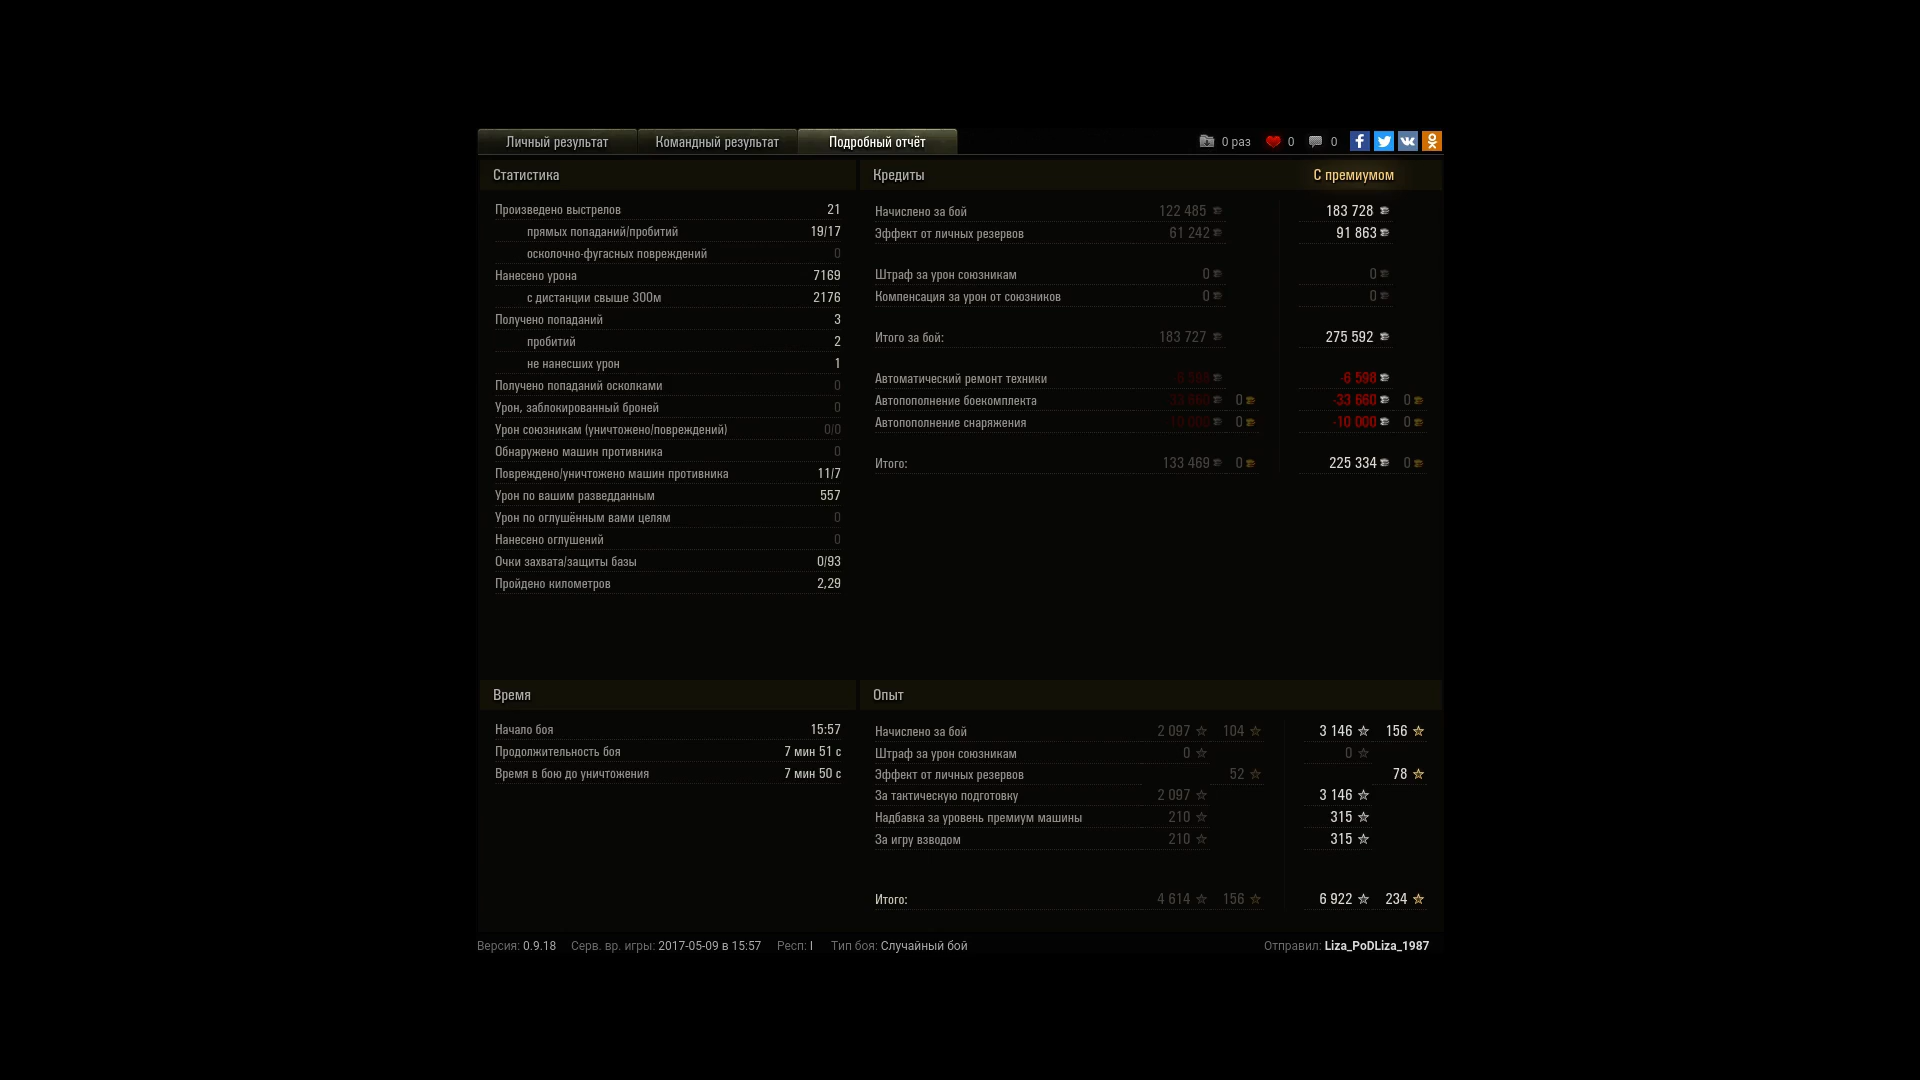 Личный результат Командный результат Подробный отчёт 0 раз 0 0
Статистика
Произведено выстрелов 21
прямых попаданий/пробитий 19/17
осколочно-фугасных повреждений 0
Нанесено урона 7169
с дистанции свыше 300м 2176
Получено попаданий 3
пробитий 2
не нанесших урон 1
Получено попаданий осколками 0
Урон, заблокированный броней 0
Урон союзникам (уничтожено/повреждений) 0/0
Обнаружено машин противника 0
Повреждено/уничтожено машин противника 11/7
Урон по вашим разведданным 557
Урон по оглушённым вами целям 0
Нанесено оглушений 0
Очки захвата/защиты базы 0/93
Пройдено километров 2,29
Кредиты С премиумом
Начислено за бой 122 485 183 728
Эффект от личных резервов 61 242 91 863
Штраф за урон союзникам 0 0
Компенсация за урон от союзников 0 0
Итого за бой: 183 727 275 592
Автоматический ремонт техники -6 598 -6 598
Автопополнение боекомплекта -33 660 0 -33 660 0
Автопополнение снаряжения -10 000 0 -10 000 0
Итого: 133 469 0 225 334 0
Время
Начало боя 15:57
Продолжительность боя 7 мин 51 с
Время в бою до уничтожения 7 мин 50 с
Опыт
Начислено за бой 2 097 104 3 146 156
Штраф за урон союзникам 0 0
Эффект от личных резервов 52 78
За тактическую подготовку 2 097 3 146
Надбавка за уровень премиум машины 210 315
За игру взводом 210 315
Итого: 4 614 156 6 922 234
Версия: 0.9.18 Серв. вр. игры: 2017-05-09 в 15:57 Респ: I Тип боя: Случайный бой Отправил: Liza_PoDLiza_1987